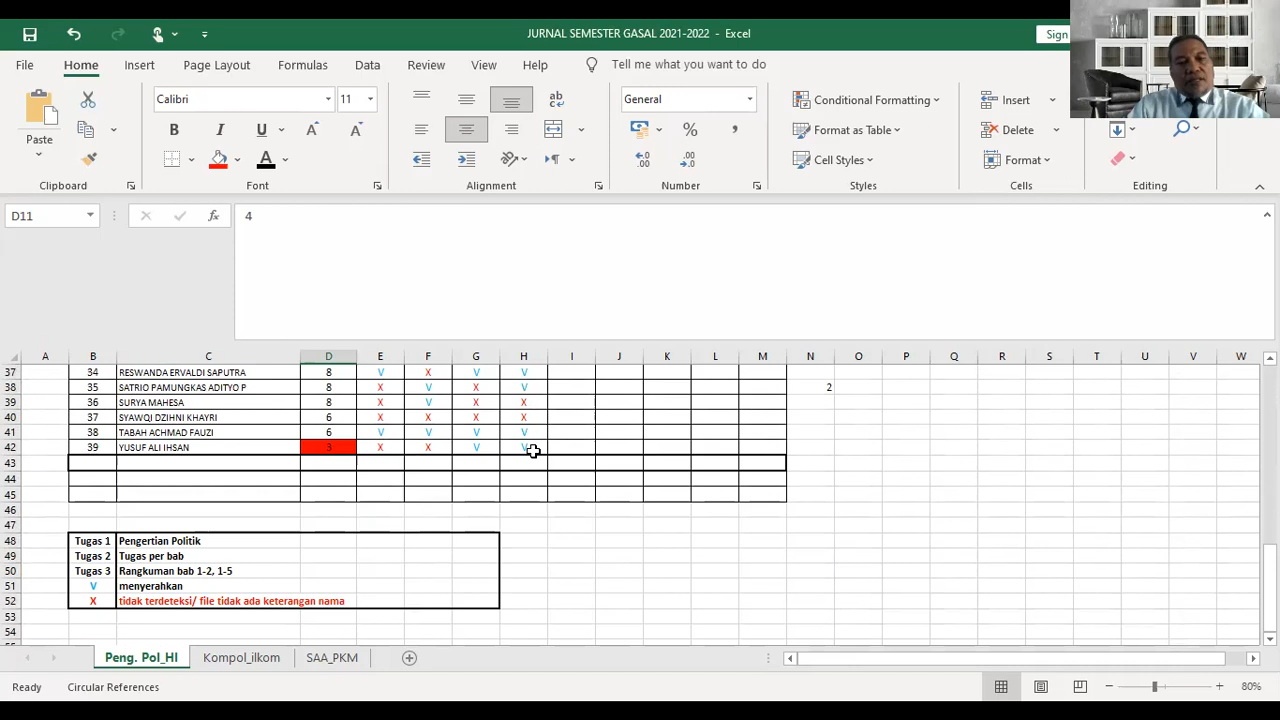 JURNAL SEMESTER GASAL 2021-2022 - Excel
Sign
File Home Insert Page Layout Formulas Data Review View Help Tell me what you want to do
Paste
Calibri 11
B I U A A
A
ab
General
% ,
Conditional Formatting
Format as Table
Cell Styles
Insert
Delete
Format
Clipboard Font Alignment Number Styles Cells Editing
D11 fx 4
A B C D E F G H I J K L M N O P Q R S T U V W
37 34 RESWANDA ERVALDI SAPUTRA 8 V X V V
38 35 SATRIO PAMUNGKAS ADITYO P 8 X V X V 2
39 36 SURYA MAHESA 8 X V X X
40 37 SYAWQI DZIHNI KHAYRI 6 X X X X
41 38 TABAH ACHMAD FAUZI 6 V V V V
42 39 YUSUF ALI IHSAN 3 X X V V
43
44
45
46
47
48 Tugas 1 Pengertian Politik
49 Tugas 2 Tugas per bab
50 Tugas 3 Rangkuman bab 1-2, 1-5
51 V menyerahkan
52 X tidak terdeteksi/ file tidak ada keterangan nama
53
54
Peng. Pol_HI Kompol_ilkom SAA_PKM
Ready Circular References 80%